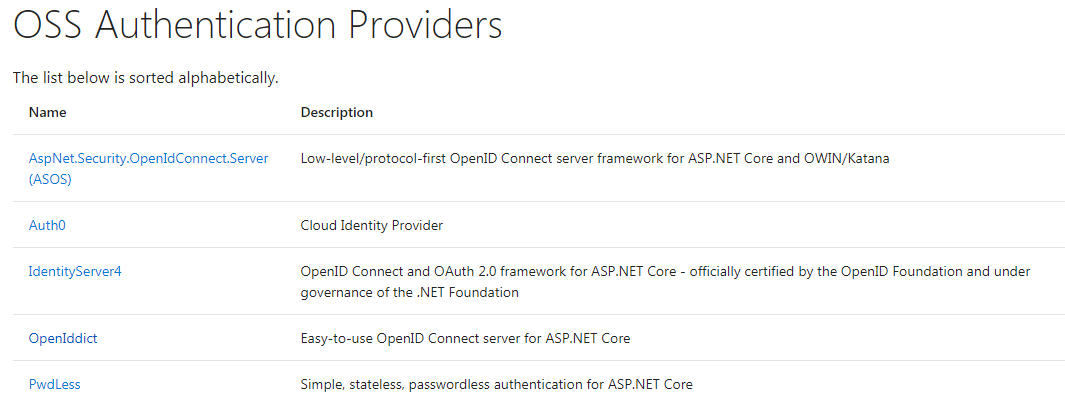 OSS Authentication Providers
The list below is sorted alphabetically.
Name Description
AspNet.Security.OpenIdConnect.Server Low-level/protocol-first OpenID Connect server framework for ASP.NET Core and OWIN/Katana
(ASOS)
Auth0 Cloud Identity Provider
IdentityServer4 OpenID Connect and OAuth 2.0 framework for ASP.NET Core - officially certified by the OpenID Foundation and under
governance of the .NET Foundation
OpenIddict Easy-to-use OpenID Connect server for ASP.NET Core
PwdLess Simple, stateless, passwordless authentication for ASP.NET Core